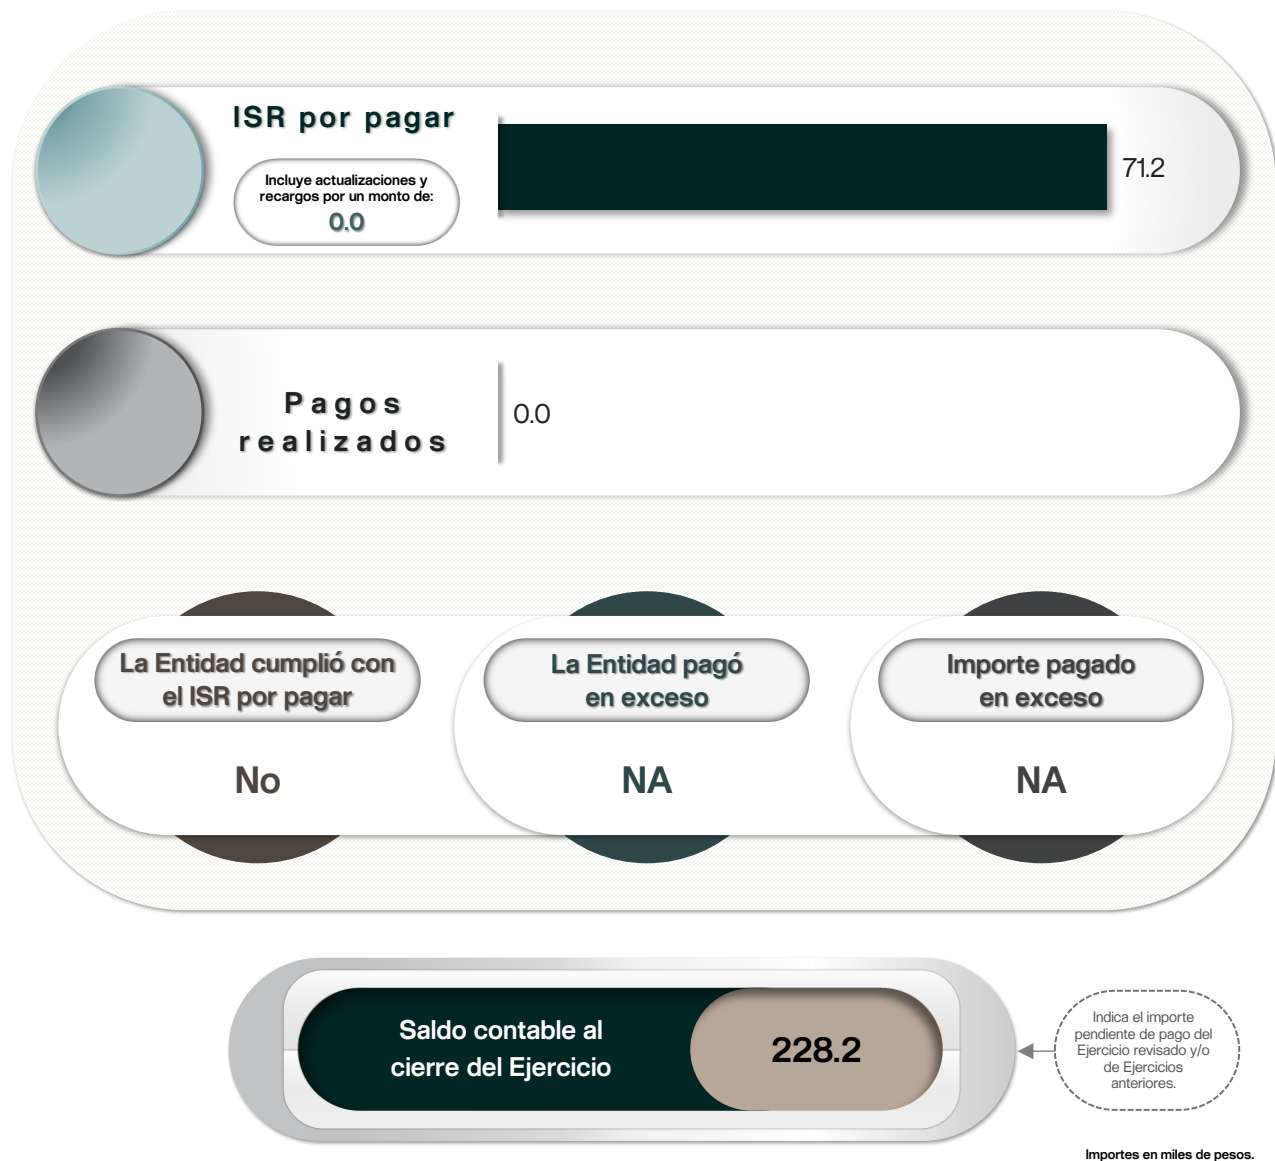 ISR por pagar
Incluye actualizaciones y
recargos por un monto de:
0.0
71.2
Pagos
realizados
0.0
La Entidad cumplió con
el ISR por pagar
No
La Entidad pagó
en exceso
NA
Importe pagado
en exceso
NA
Saldo contable al
cierre del Ejercicio
228.2
Indica el importe
pendiente de pago del
Ejercicio revisado y/o
de Ejercicios
anteriores.
Importes en miles de pesos.